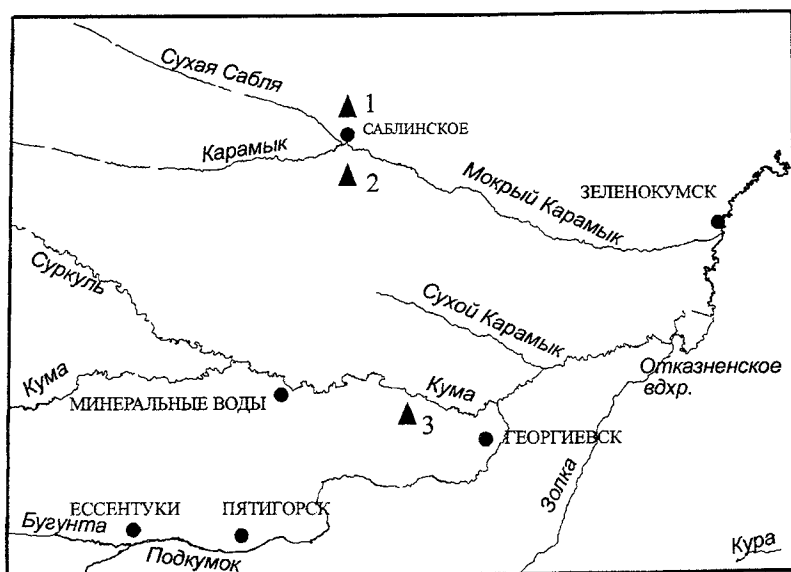 Сухая Сабля
1
САБЛИНСКОЕ
Карамык
2
Мокрый Карамык
ЗЕЛЕНОКУМСК
Суркуль
Сухой Карамык
Кума
МИНЕРАЛЬНЫЕ ВОДЫ
Кума
3
Отказненское
вдхр.
ГЕОРГИЕВСК
Золка
ЕССЕНТУКИ
ПЯТИГОРСК
Бугунта
Подкумок
Кура